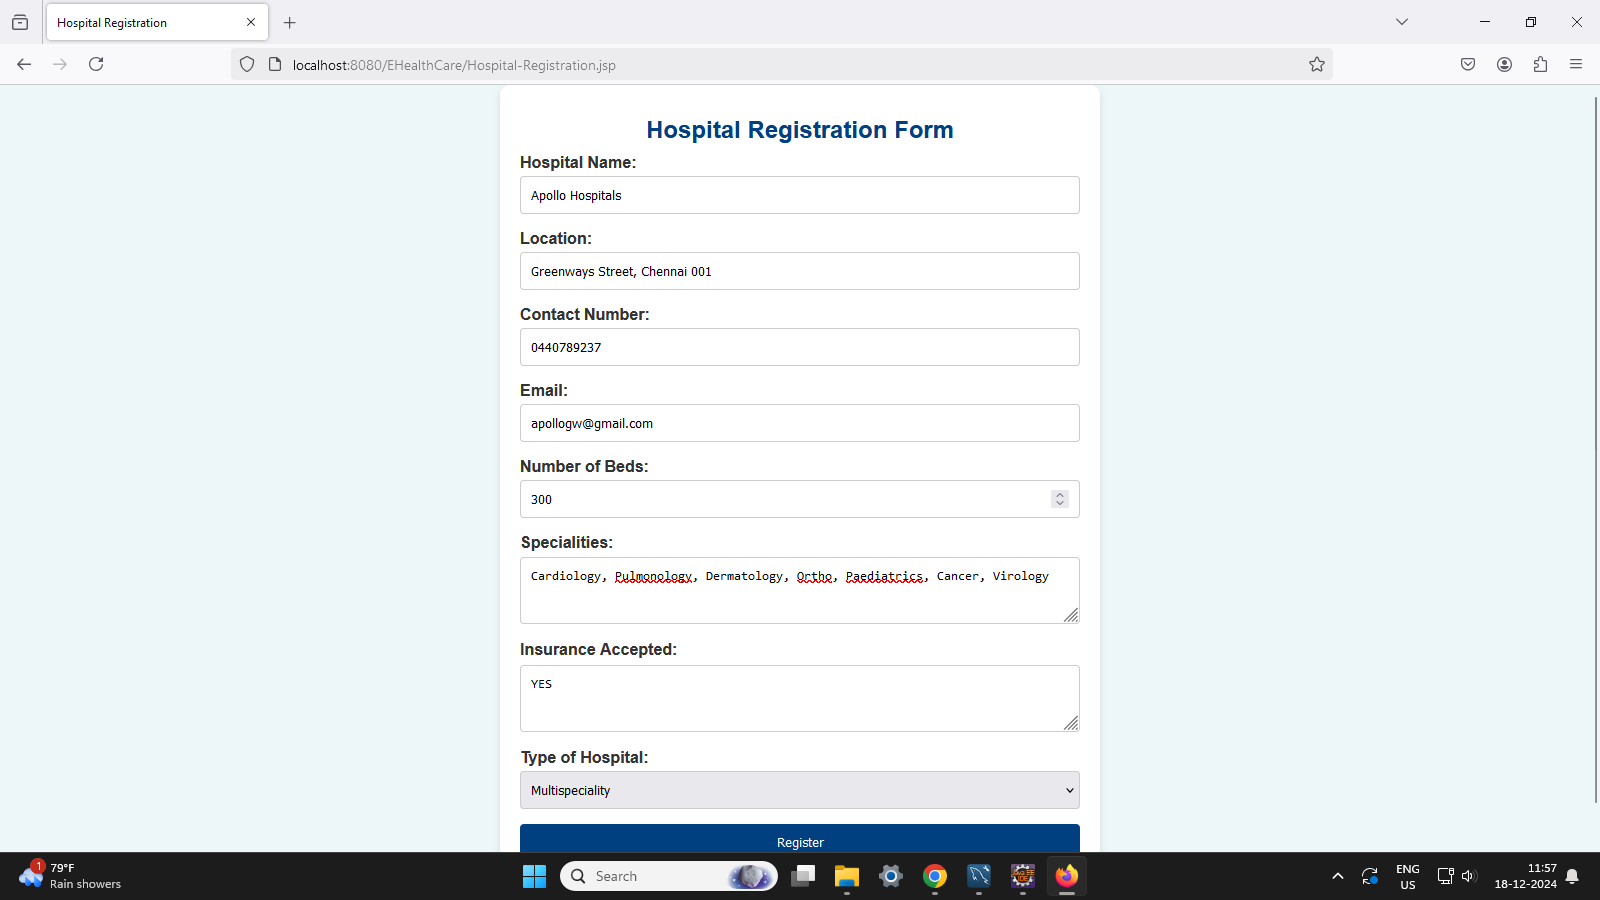 Hospital Registration
localhost:8080/EHealthCare/Hospital-Registration.jsp
Hospital Registration Form
Hospital Name:
Apollo Hospitals
Location:
Greenways Street, Chennai 001
Contact Number:
0440789237
Email:
apollogw@gmail.com
Number of Beds:
300
Specialities:
Cardiology, Pulmonology, Dermatology, Ortho, Paediatrics, Cancer, Virology
Insurance Accepted:
YES
Type of Hospital:
Multispeciality
Register
1
79°F
Rain showers
Search
ENG
US
11:57
18-12-2024